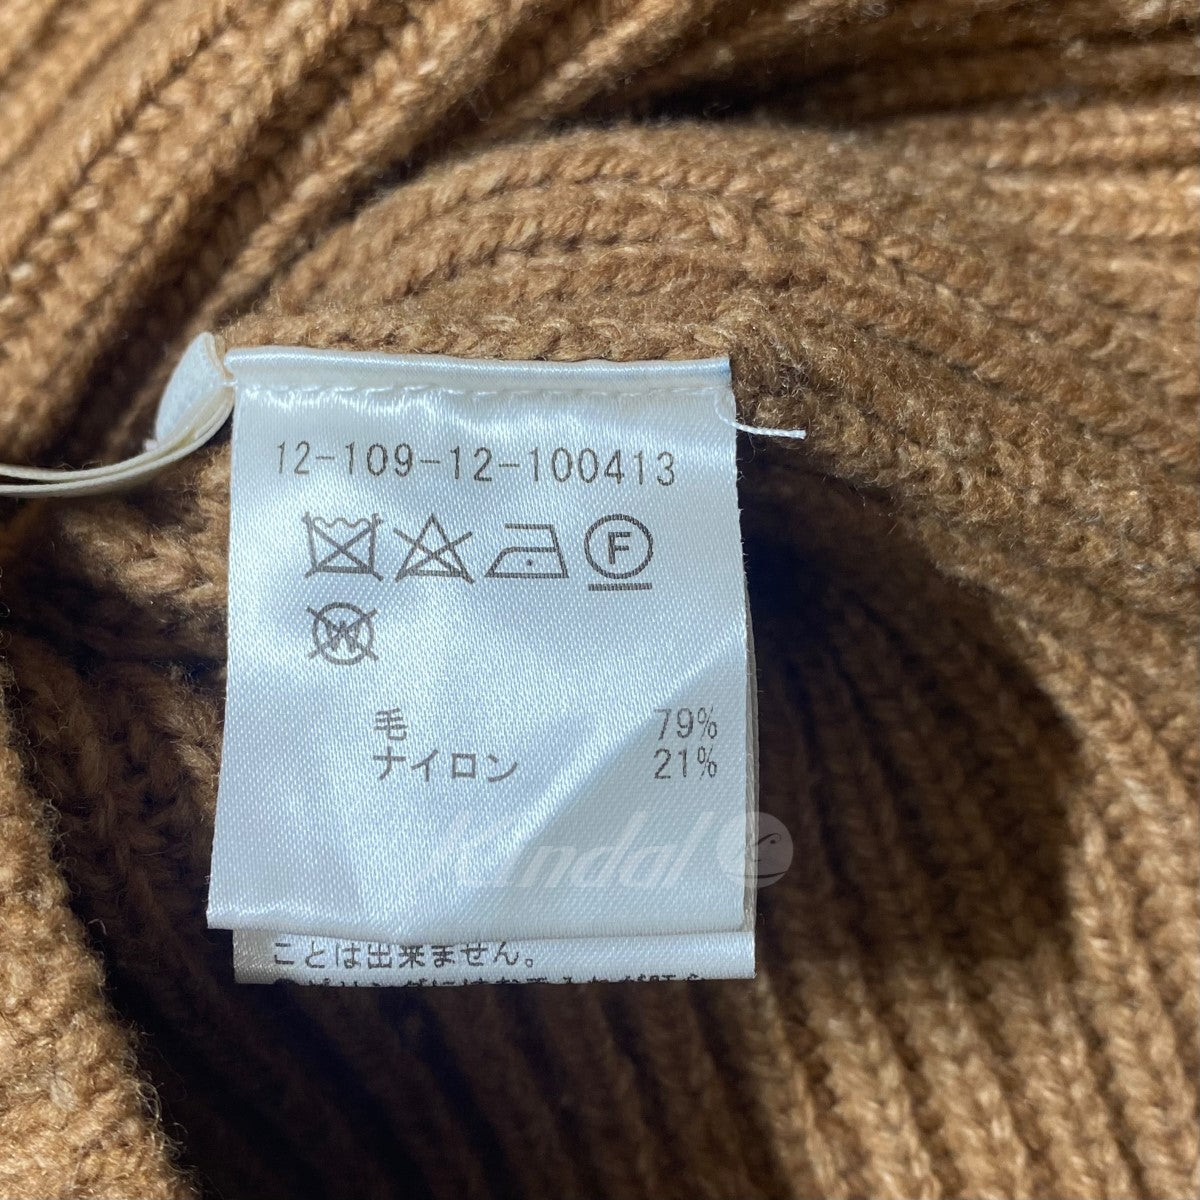 12-109-12-100413
F
W
毛 79%
ナイロン 21%
Kindal
ことは出来ません。